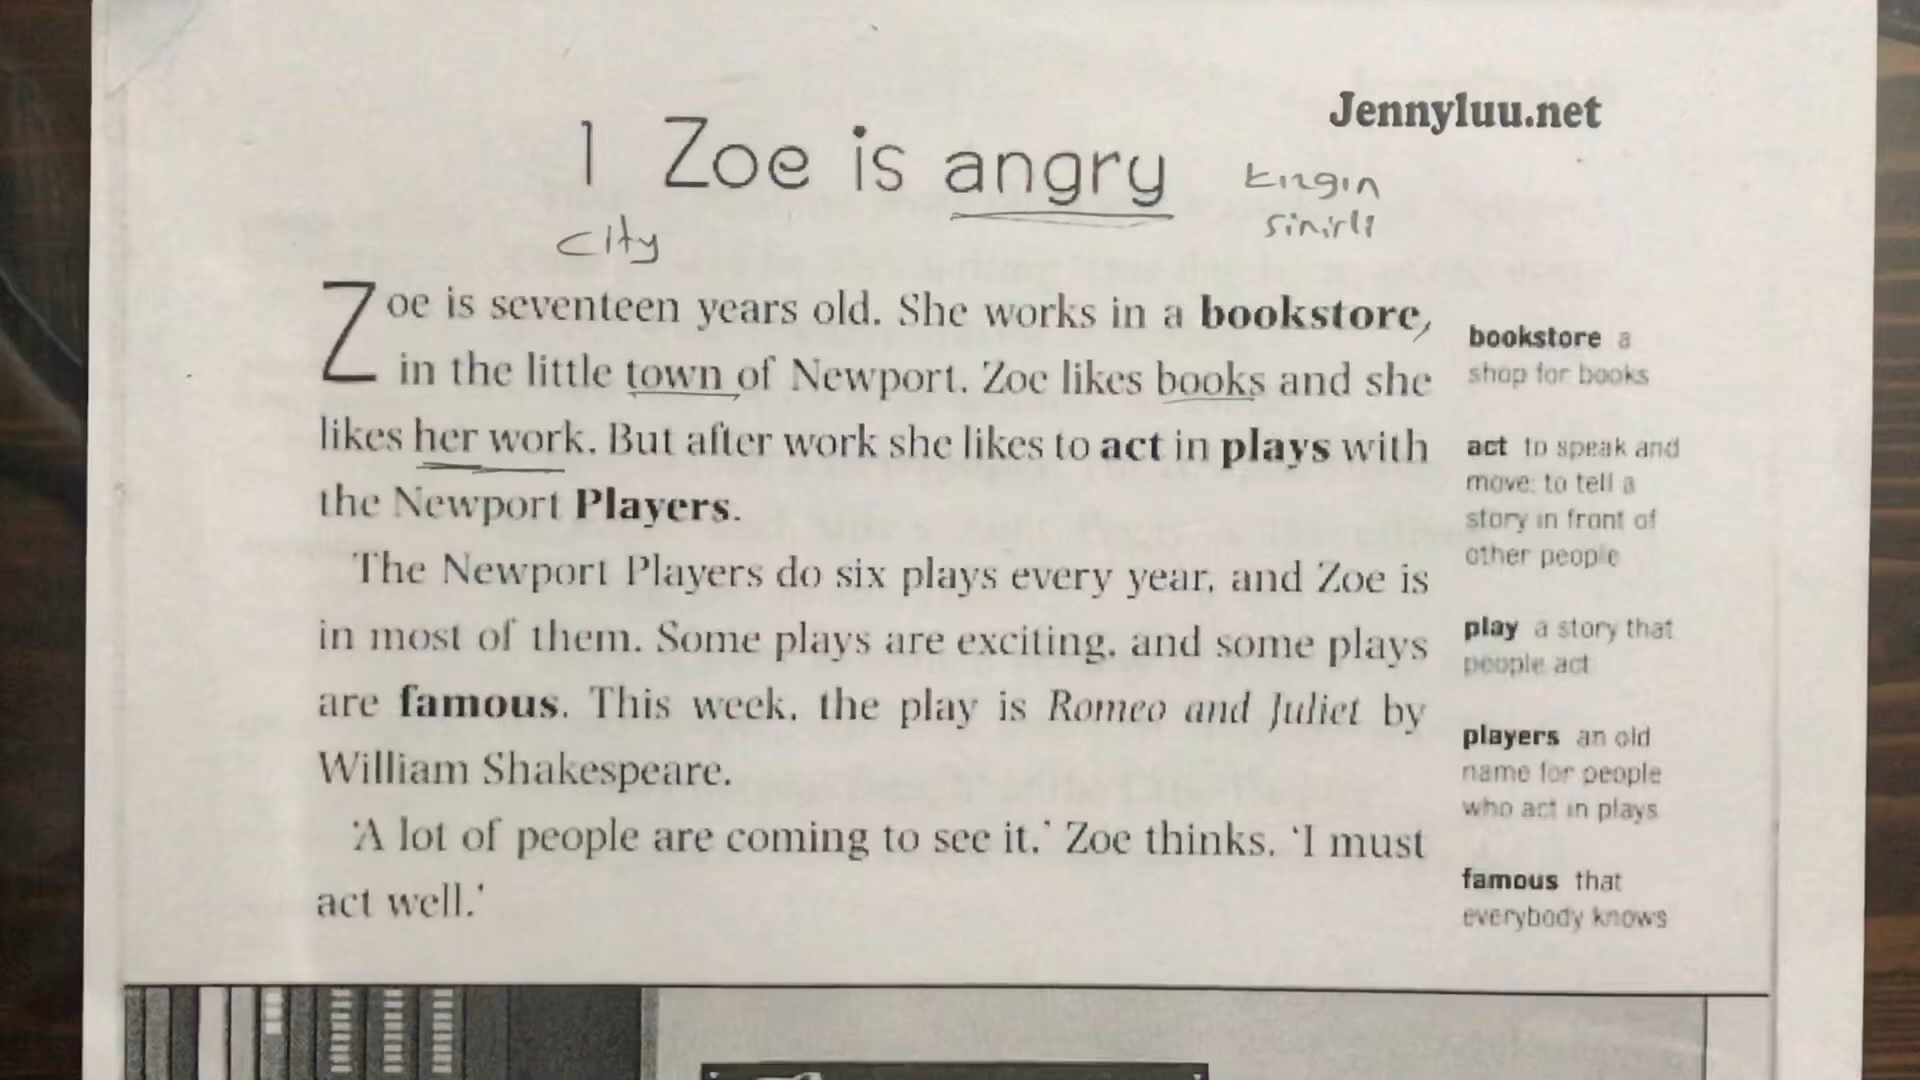 Jennyluu.net
1 Zoe is angry
kızgın
sinirli
city
Zoe is seventeen years old. She works in a bookstore,
in the little town of Newport. Zoe likes books and she
likes her work. But after work she likes to act in plays with
the Newport Players.
The Newport Players do six plays every year, and Zoe is
in most of them. Some plays are exciting, and some plays
are famous. This week, the play is Romeo and Juliet by
William Shakespeare.
'A lot of people are coming to see it,' Zoe thinks. 'I must
act well.'
bookstore a
shop for books
act to speak and
move; to tell a
story in front of
other people
play a story that
people act
players an old
name for people
who act in plays
famous that
everybody knows